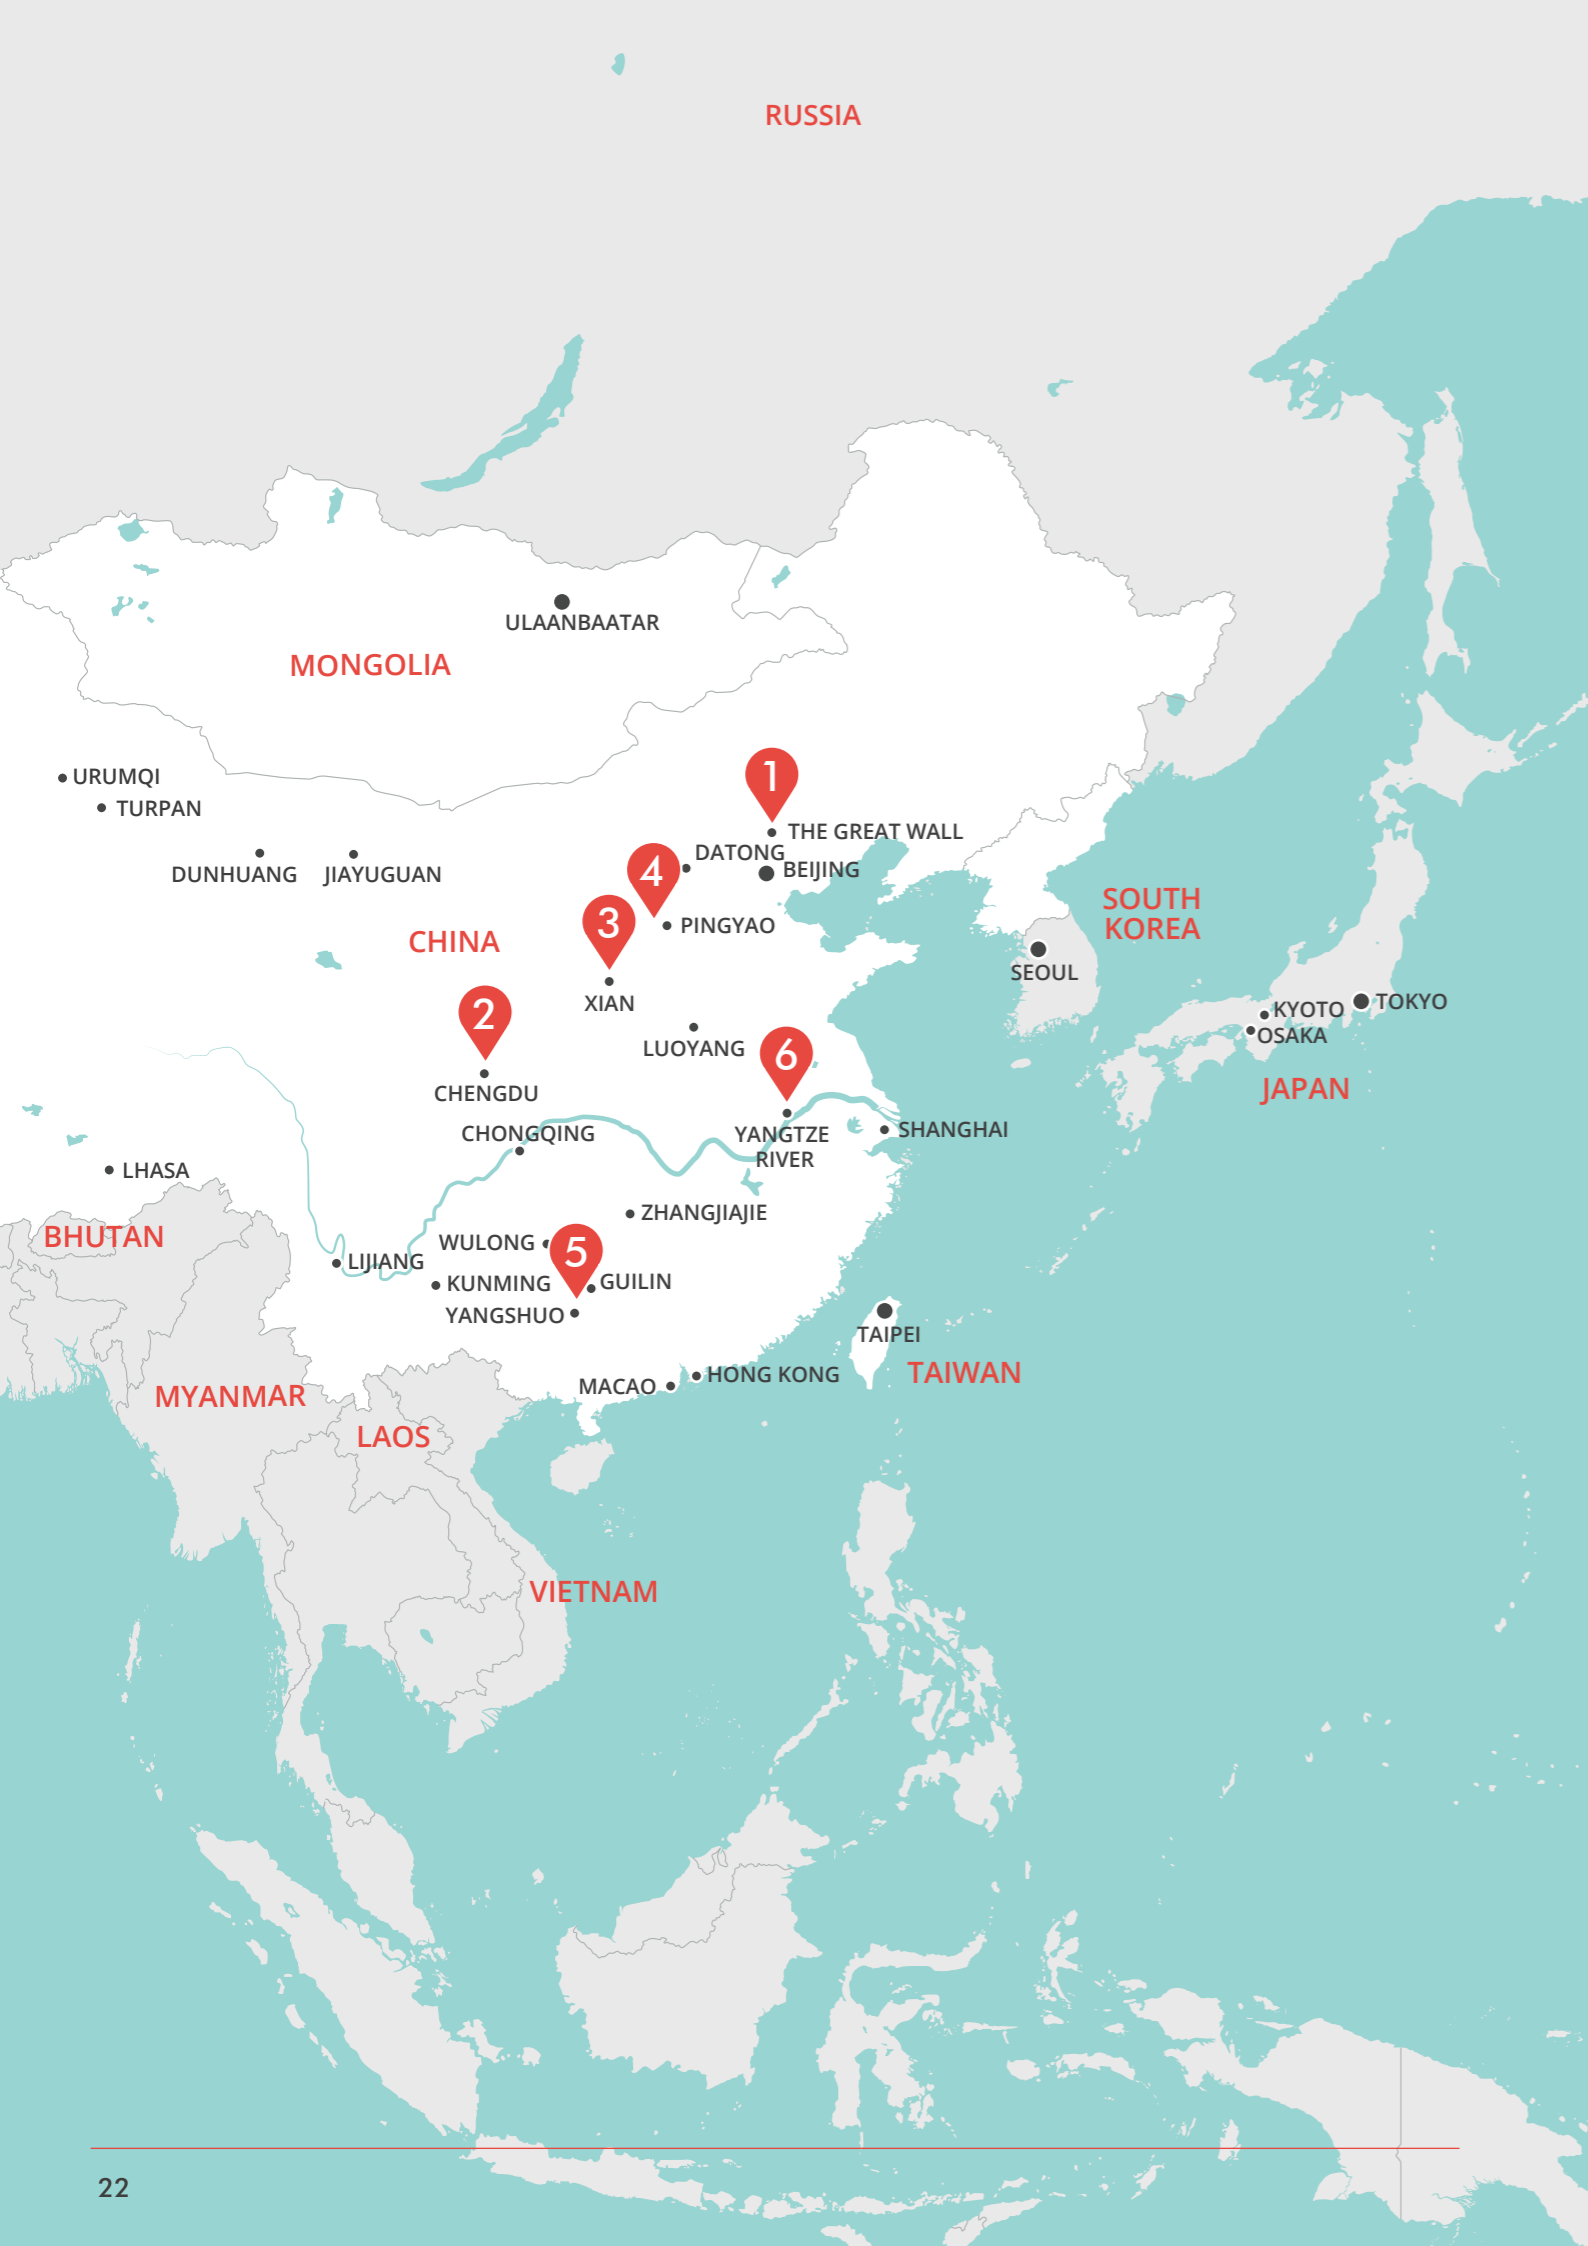 RUSSIA
ULAANBAATAR
MONGOLIA
URUMQI
TURPAN
1
THE GREAT WALL
DATONG
BEIJING
DUNHUANG
JIAYUGUAN
4
SOUTH
KOREA
3
PINGYAO
CHINA
SEOUL
XIAN
KYOTO
TOKYO
OSAKA
2
LUOYANG
6
JAPAN
CHENGDU
CHONGQING
YANGTZE
RIVER
SHANGHAI
LHASA
ZHANGJIAJIE
BHUTAN
WULONG
5
LIJIANG
KUNMING
GUILIN
YANGSHUO
TAIPEI
TAIWAN
HONG KONG
MACAO
MYANMAR
LAOS
VIETNAM
22